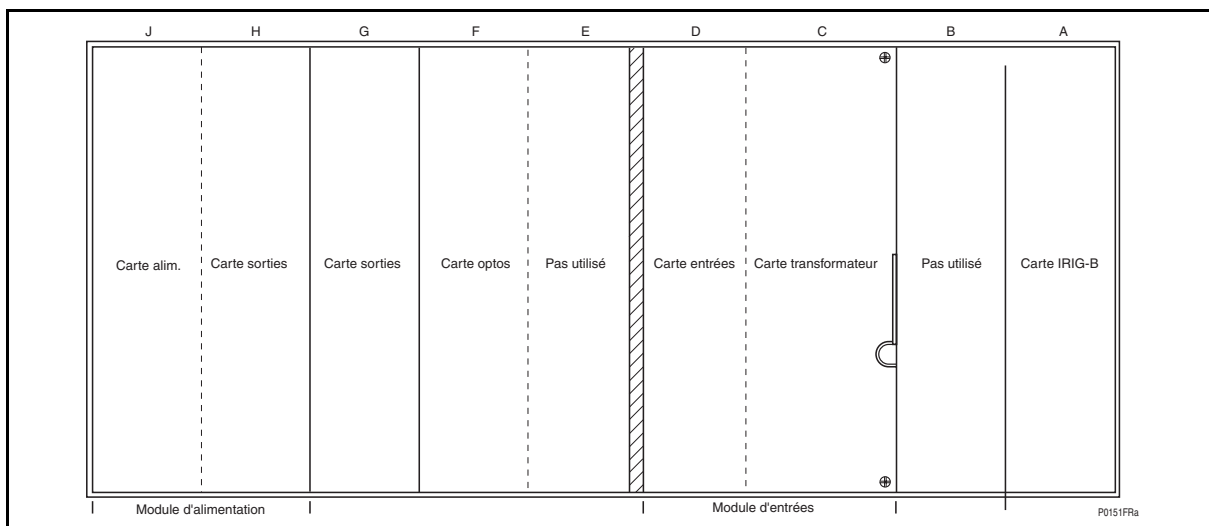 J H G F E D C B A
Carte alim. Carte sorties Carte sorties Carte optos Pas utilisé Carte entrées Carte transformateur Pas utilisé Carte IRIG-B
Module d'alimentation Module d'entrées
P0151FRa